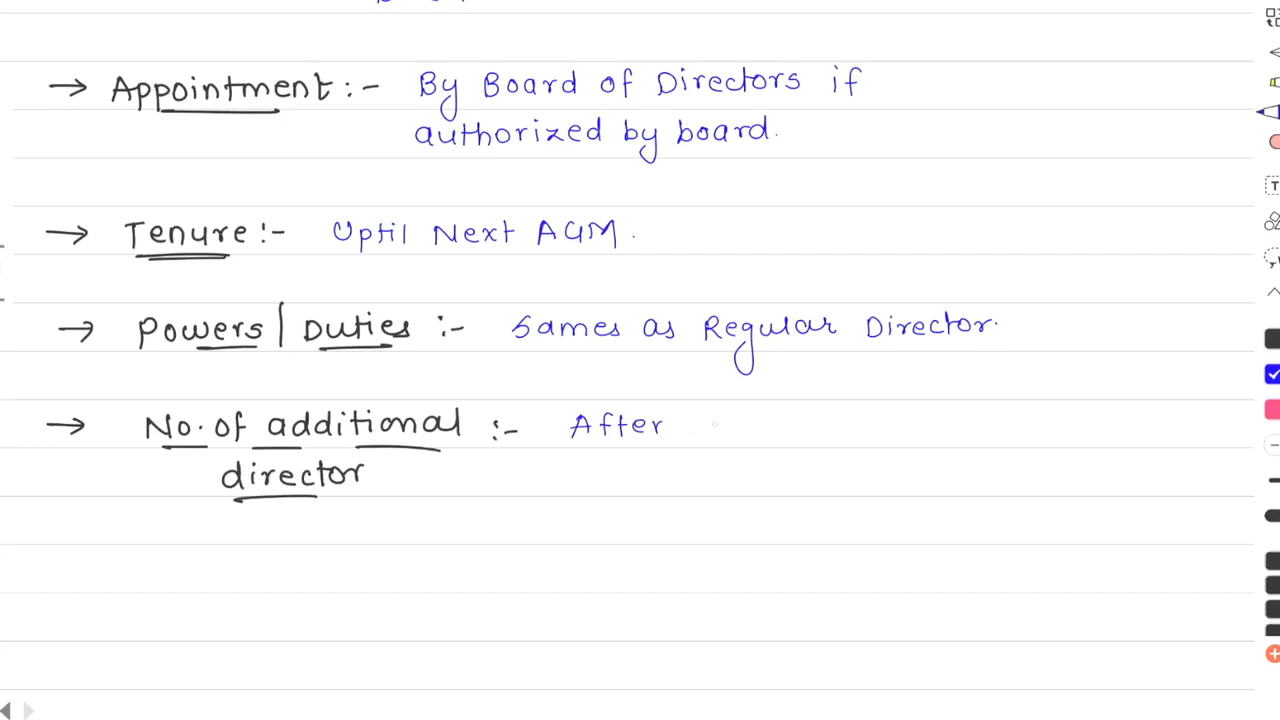 → Appointment :- By Board of Directors if
authorized by board.
→ Tenure :- Uptil Next AGM.
→ Powers | Duties :- Sames as Regular Director.
→ No. of additional :- After
director